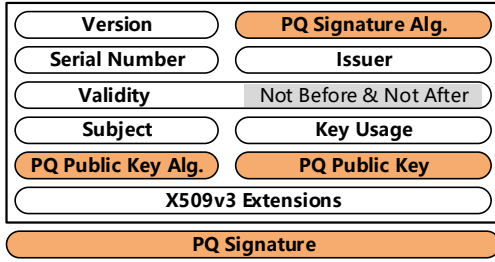 Version PQ Signature Alg.
Serial Number Issuer
Validity Not Before & Not After
Subject Key Usage
PQ Public Key Alg. PQ Public Key
X509v3 Extensions
PQ Signature